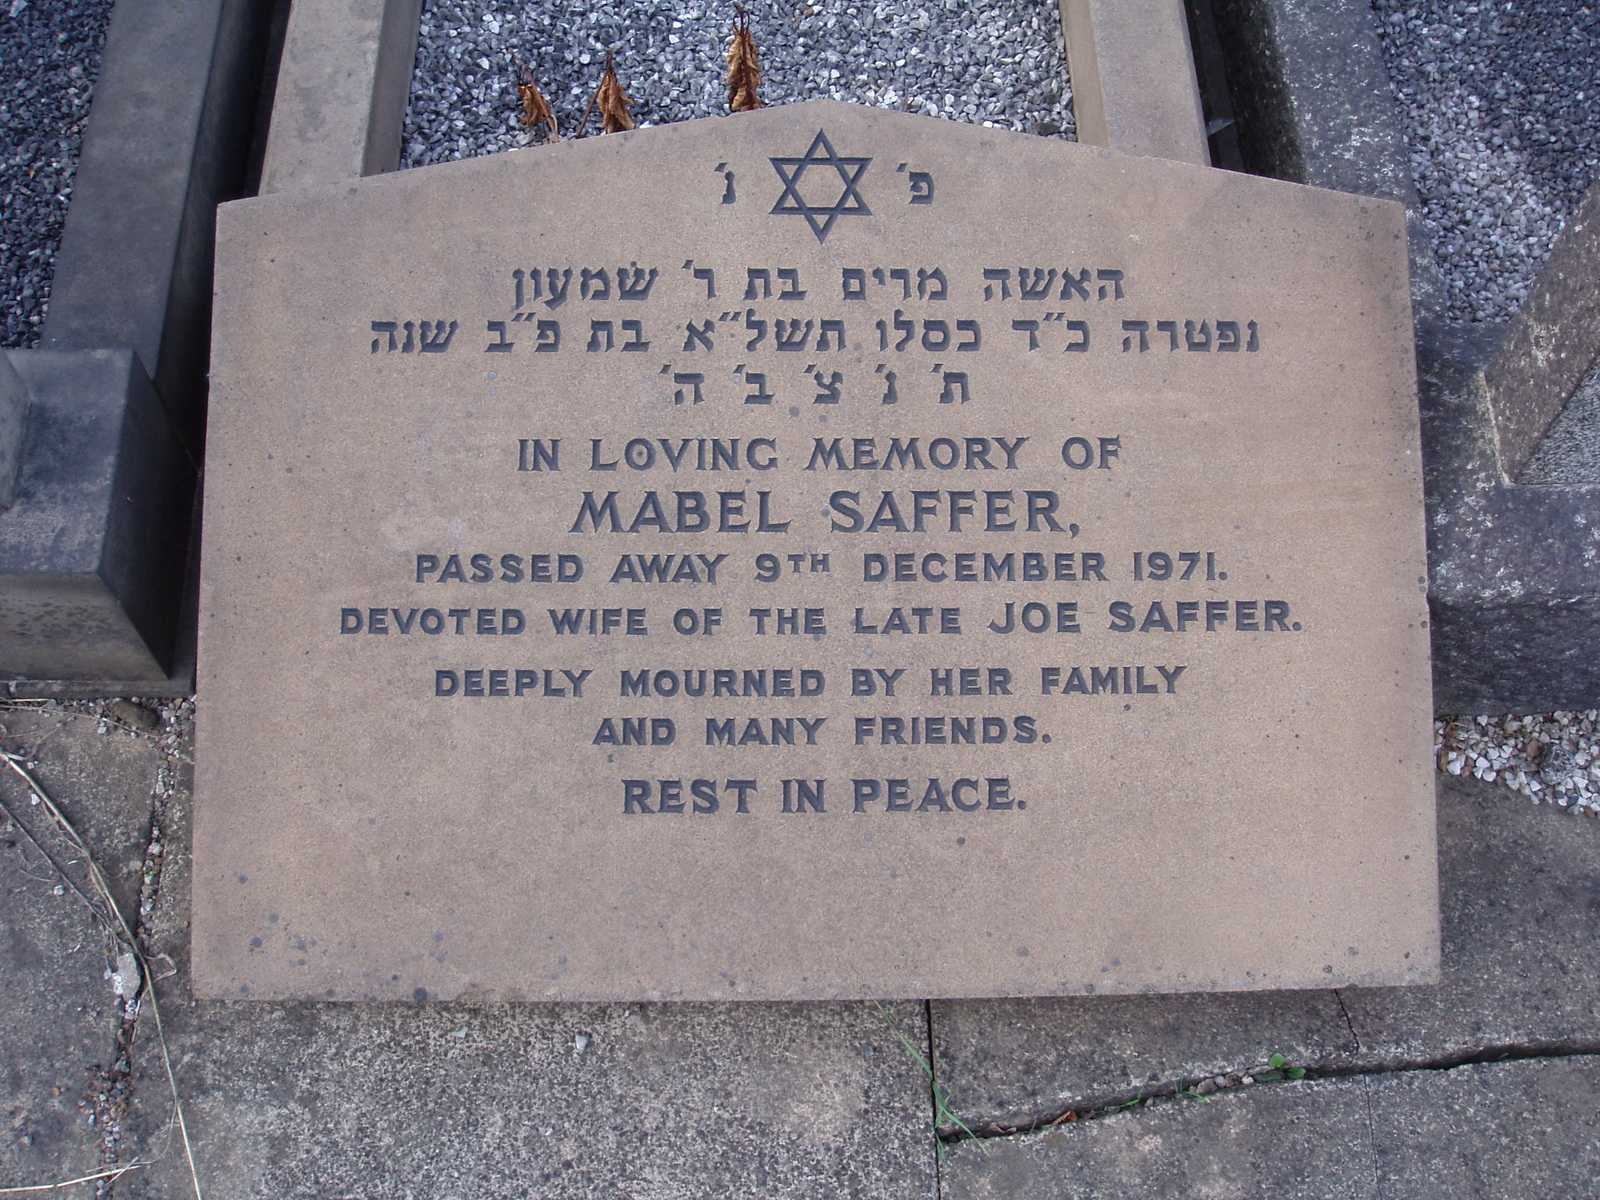 פ׳ נ׳
האשה מרים בת ר׳ שמעון
נפטרה כ״ד כסלו תשל״א בת פ״ב שנה
ת׳ נ׳ צ׳ ב׳ ה׳
IN LOVING MEMORY OF
MABEL SAFFER,
PASSED AWAY 9TH DECEMBER 1971.
DEVOTED WIFE OF THE LATE JOE SAFFER.
DEEPLY MOURNED BY HER FAMILY
AND MANY FRIENDS.
REST IN PEACE.